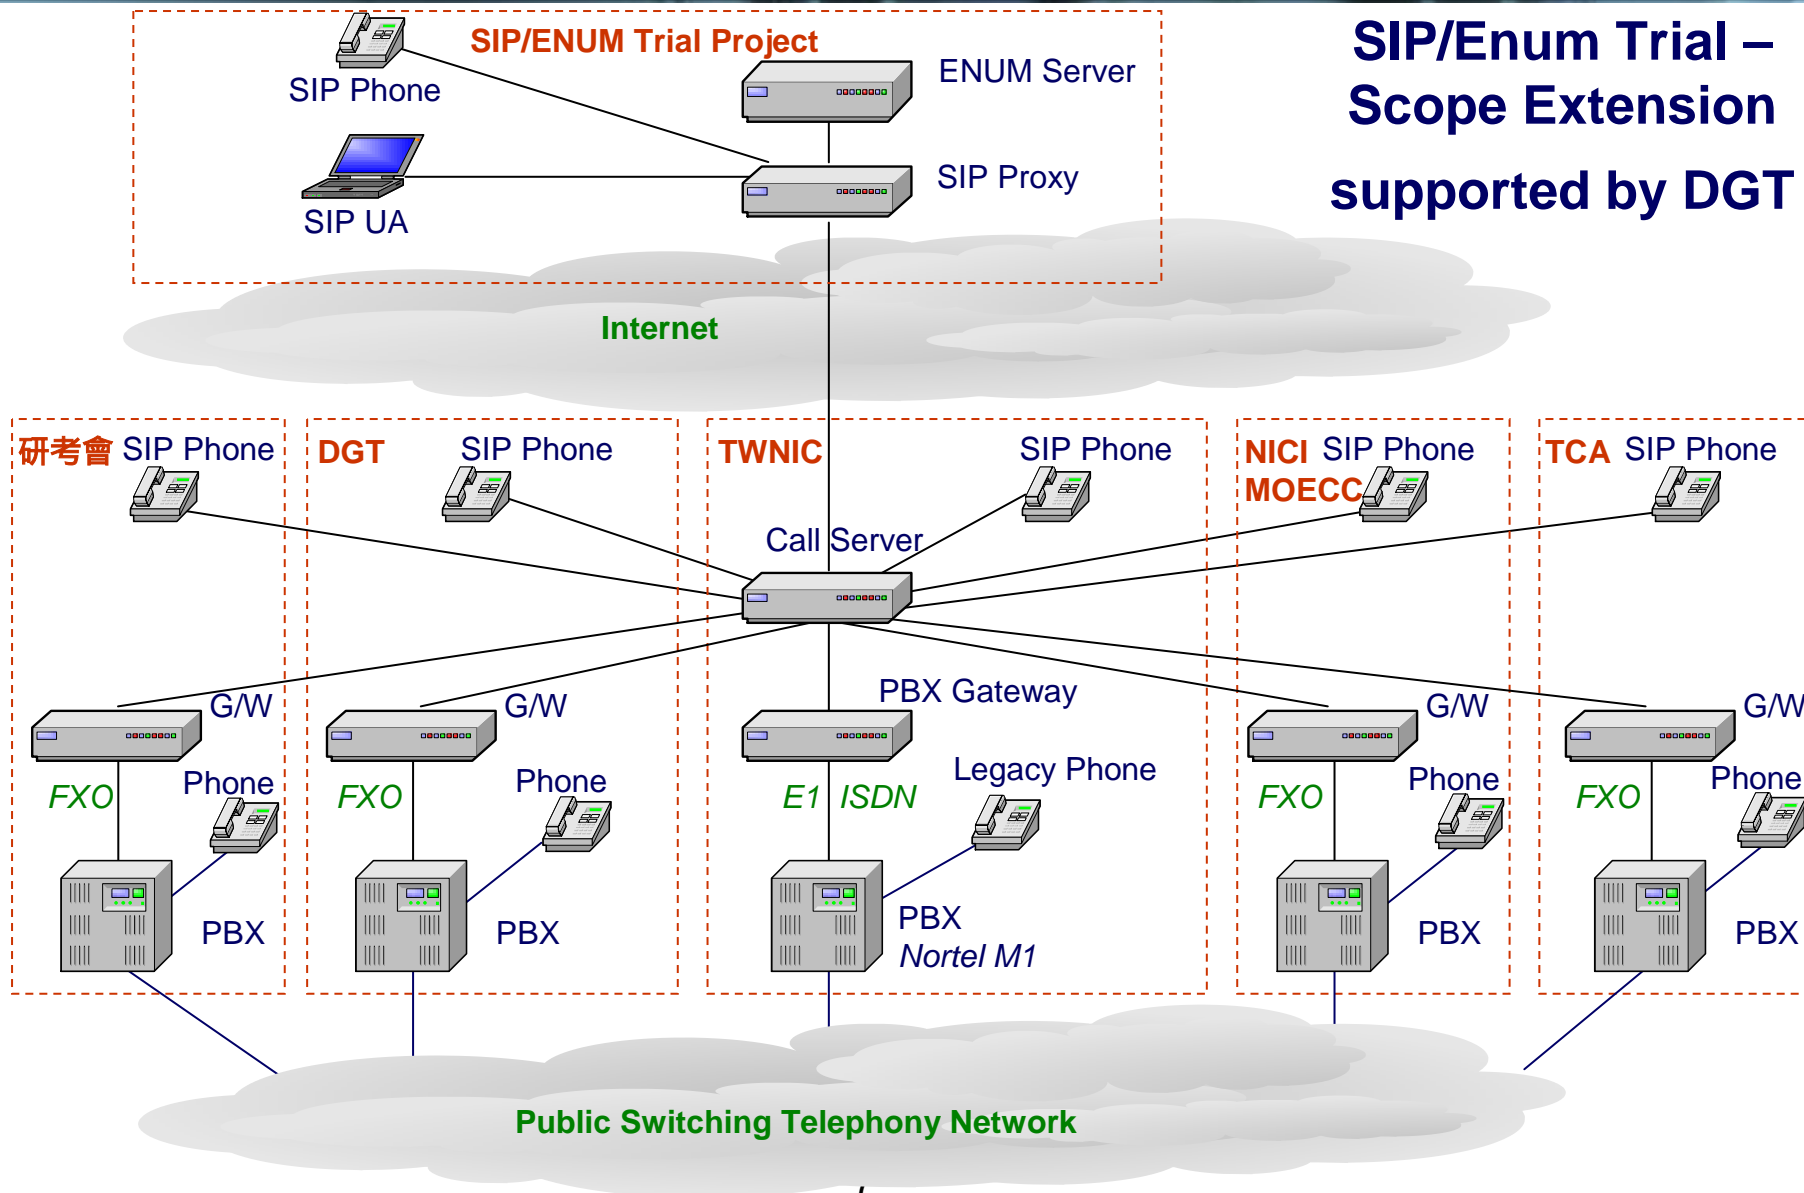 SIP/Enum Trial –
Scope Extension
supported by DGT
SIP/ENUM Trial Project
SIP Phone
ENUM Server
SIP Proxy
SIP UA
Internet
研考會 SIP Phone
DGT SIP Phone
TWNIC SIP Phone
NICI SIP Phone
MOECC
TCA SIP Phone
Call Server
G/W
G/W
PBX Gateway
G/W
G/W
FXO Phone
FXO Phone
E1 ISDN Legacy Phone
FXO Phone
FXO Phone
PBX
PBX
PBX
Nortel M1
PBX
PBX
Public Switching Telephony Network